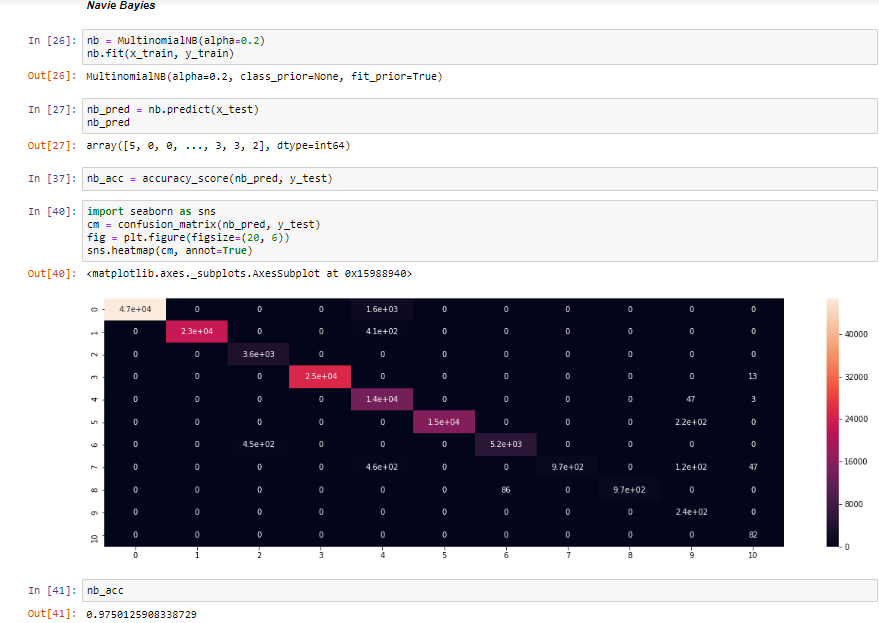 Navie Bayies
In [26]: nb = MultinomialNB(alpha=0.2)
nb.fit(x_train, y_train)
Out[26]: MultinomialNB(alpha=0.2, class_prior=None, fit_prior=True)
In [27]: nb_pred = nb.predict(x_test)
nb_pred
Out[27]: array([5, 0, 0, ..., 3, 3, 2], dtype=int64)
In [37]: nb_acc = accuracy_score(nb_pred, y_test)
In [40]: import seaborn as sns
cm = confusion_matrix(nb_pred, y_test)
fig = plt.figure(figsize=(20, 6))
sns.heatmap(cm, annot=True)
Out[40]: <matplotlib.axes._subplots.AxesSubplot at 0x15988940>
0 4.7e+04 0 0 0 1.6e+03 0 0 0 0 0 0
1 0 2.3e+04 0 0 4.1e+02 0 0 0 0 0 0
2 0 0 3.6e+03 0 0 0 0 0 0 0 0
3 0 0 0 2.5e+04 0 0 0 0 0 0 13
4 0 0 0 0 1.4e+04 0 0 0 0 47 3
5 0 0 0 0 0 1.5e+04 0 0 0 2.2e+02 0
6 0 0 4.5e+02 0 0 0 5.2e+03 0 0 0 0
7 0 0 0 0 4.6e+02 0 0 9.7e+02 0 1.2e+02 47
8 0 0 0 0 0 0 86 0 9.7e+02 0 0
9 0 0 0 0 0 0 0 0 0 2.4e+02 0
10 0 0 0 0 0 0 0 0 0 0 82
0 1 2 3 4 5 6 7 8 9 10
40000
32000
24000
16000
8000
0
In [41]: nb_acc
Out[41]: 0.9750125908338729